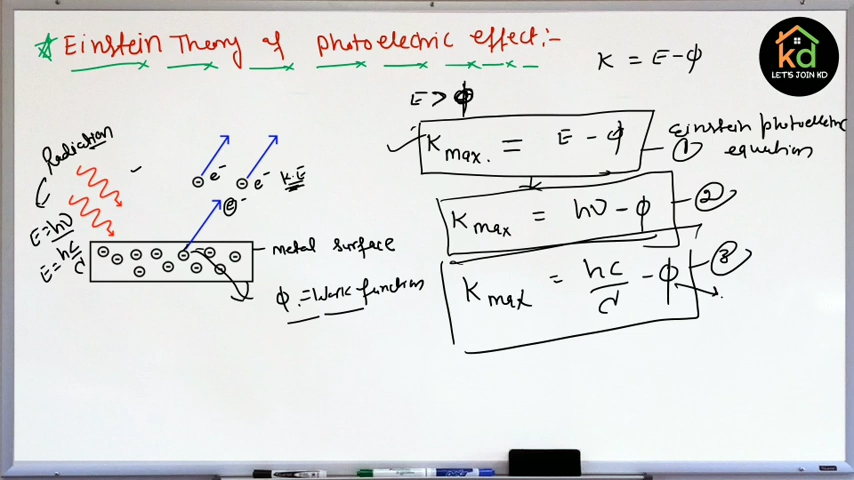 Einstein Theory of photoelectric effect:-
K = E-ϕ
kd
LET'S JOIN KD
E > ϕ
Kmax. = E - ϕ
① Einstein photoelectric
equation
Radiation
e⁻ e⁻ K.E
e⁻
E=hν
E=hc/
metal surface
ϕ.=Work function
Kmax = hν - ϕ ②
Kmax = hc/ - ϕ ③